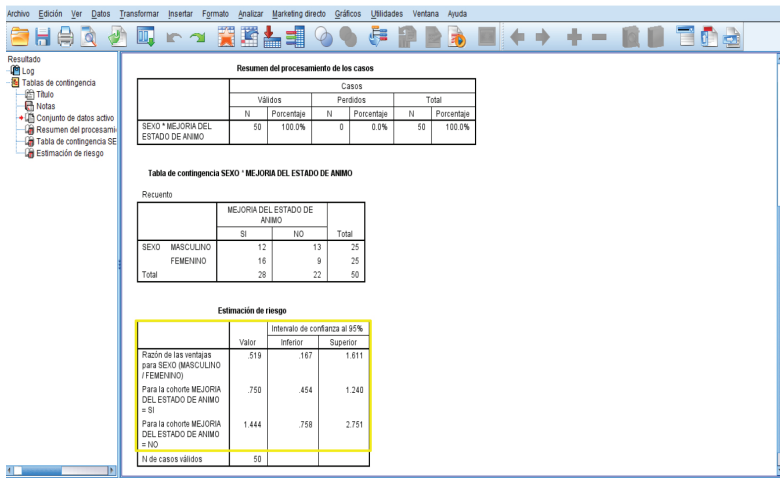 Archivo Edición Ver Datos Transformar Insertar Formato Analizar Marketing directo Gráficos Utilidades Ventana Ayuda
Resultado
Log
Tablas de contingencia
Título
Notas
Conjunto de datos activo
Resumen del procesami
Tabla de contingencia SE
Estimación de riesgo
Resumen del procesamiento de los casos
Casos
Válidos Perdidos Total
N Porcentaje N Porcentaje N Porcentaje
SEXO * MEJORIA DEL 50 100.0% 0 0.0% 50 100.0%
ESTADO DE ANIMO
Tabla de contingencia SEXO * MEJORIA DEL ESTADO DE ANIMO
Recuento
MEJORIA DEL ESTADO DE
ANIMO
SI NO Total
SEXO MASCULINO 12 13 25
FEMENINO 16 9 25
Total 28 22 50
Estimación de riesgo
Intervalo de confianza al 95%
Valor Inferior Superior
Razón de las ventajas .519 .167 1.611
para SEXO (MASCULINO
/ FEMENINO)
Para la cohorte MEJORIA .750 .454 1.240
DEL ESTADO DE ANIMO
= SI
Para la cohorte MEJORIA 1.444 .758 2.751
DEL ESTADO DE ANIMO
= NO
N de casos válidos 50